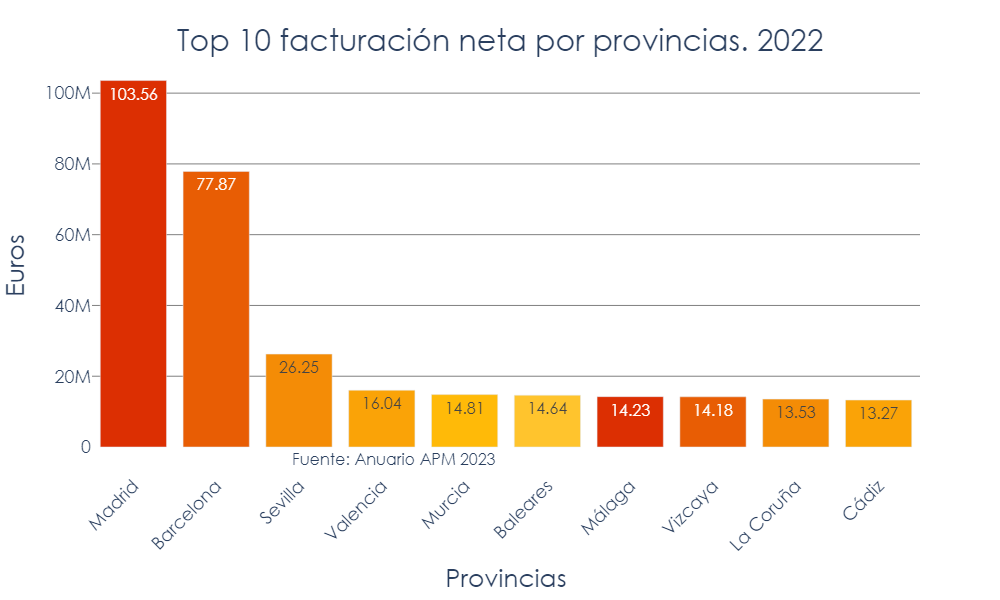 Top 10 facturación neta por provincias. 2022
Euros
100M
80M
60M
40M
20M
0
103.56
77.87
26.25
16.04
14.81
14.64
14.23
14.18
13.53
13.27
Fuente: Anuario APM 2023
Madrid
Barcelona
Sevilla
Valencia
Murcia
Baleares
Málaga
Vizcaya
La Coruña
Cádiz
Provincias